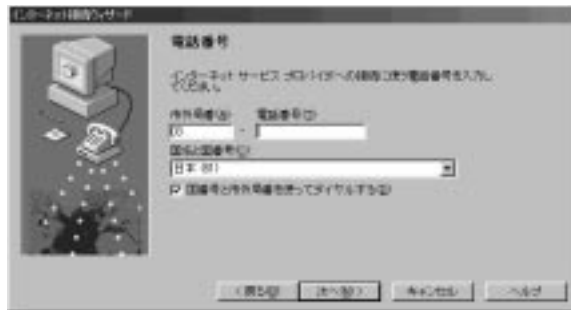 インターネット接続ウィザード
電話番号
インターネット サービス プロバイダへの接続に使う電話番号を入力し
てください。
市外局番(A) 電話番号(T)
03 -
国名と国番号(C)
日本 (81)
国番号と市外局番を使ってダイヤルする(U)
< 戻る(B) 次へ(N) > キャンセル ヘルプ